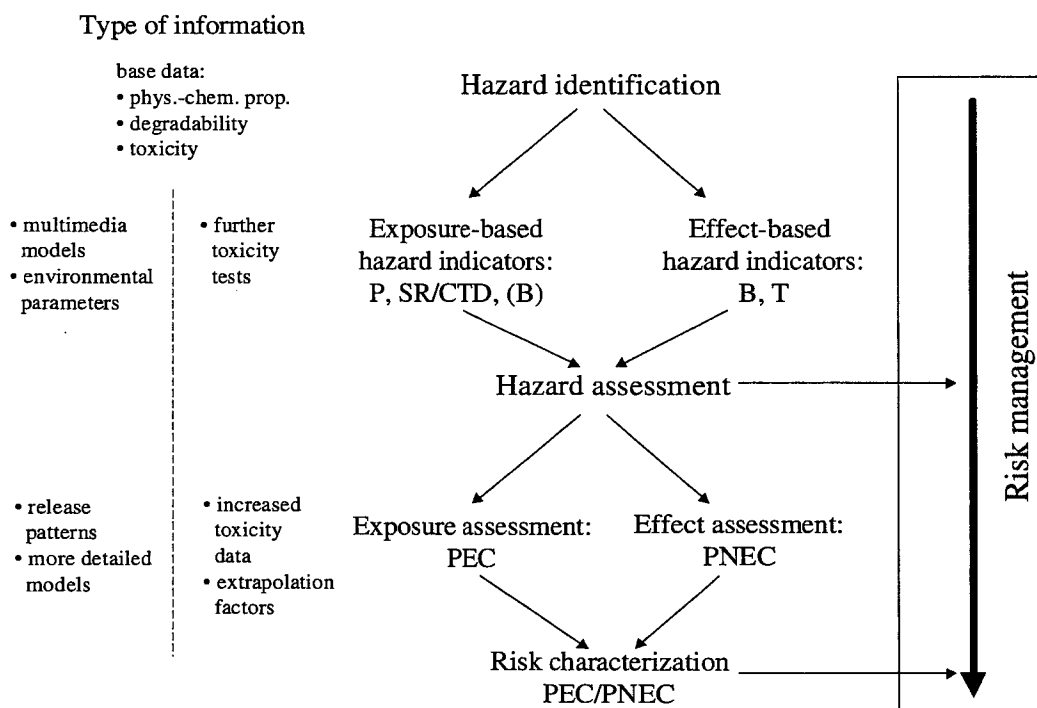 Type of information
base data:
• phys.-chem. prop.
• degradability
• toxicity
Hazard identification
• multimedia
models
• environmental
parameters
• further
toxicity
tests
Exposure-based
hazard indicators:
P, SR/CTD, (B)
Effect-based
hazard indicators:
B, T
Hazard assessment
• release
patterns
• more detailed
models
• increased
toxicity
data
• extrapolation
factors
Exposure assessment:
PEC
Effect assessment:
PNEC
Risk characterization
PEC/PNEC
Risk management